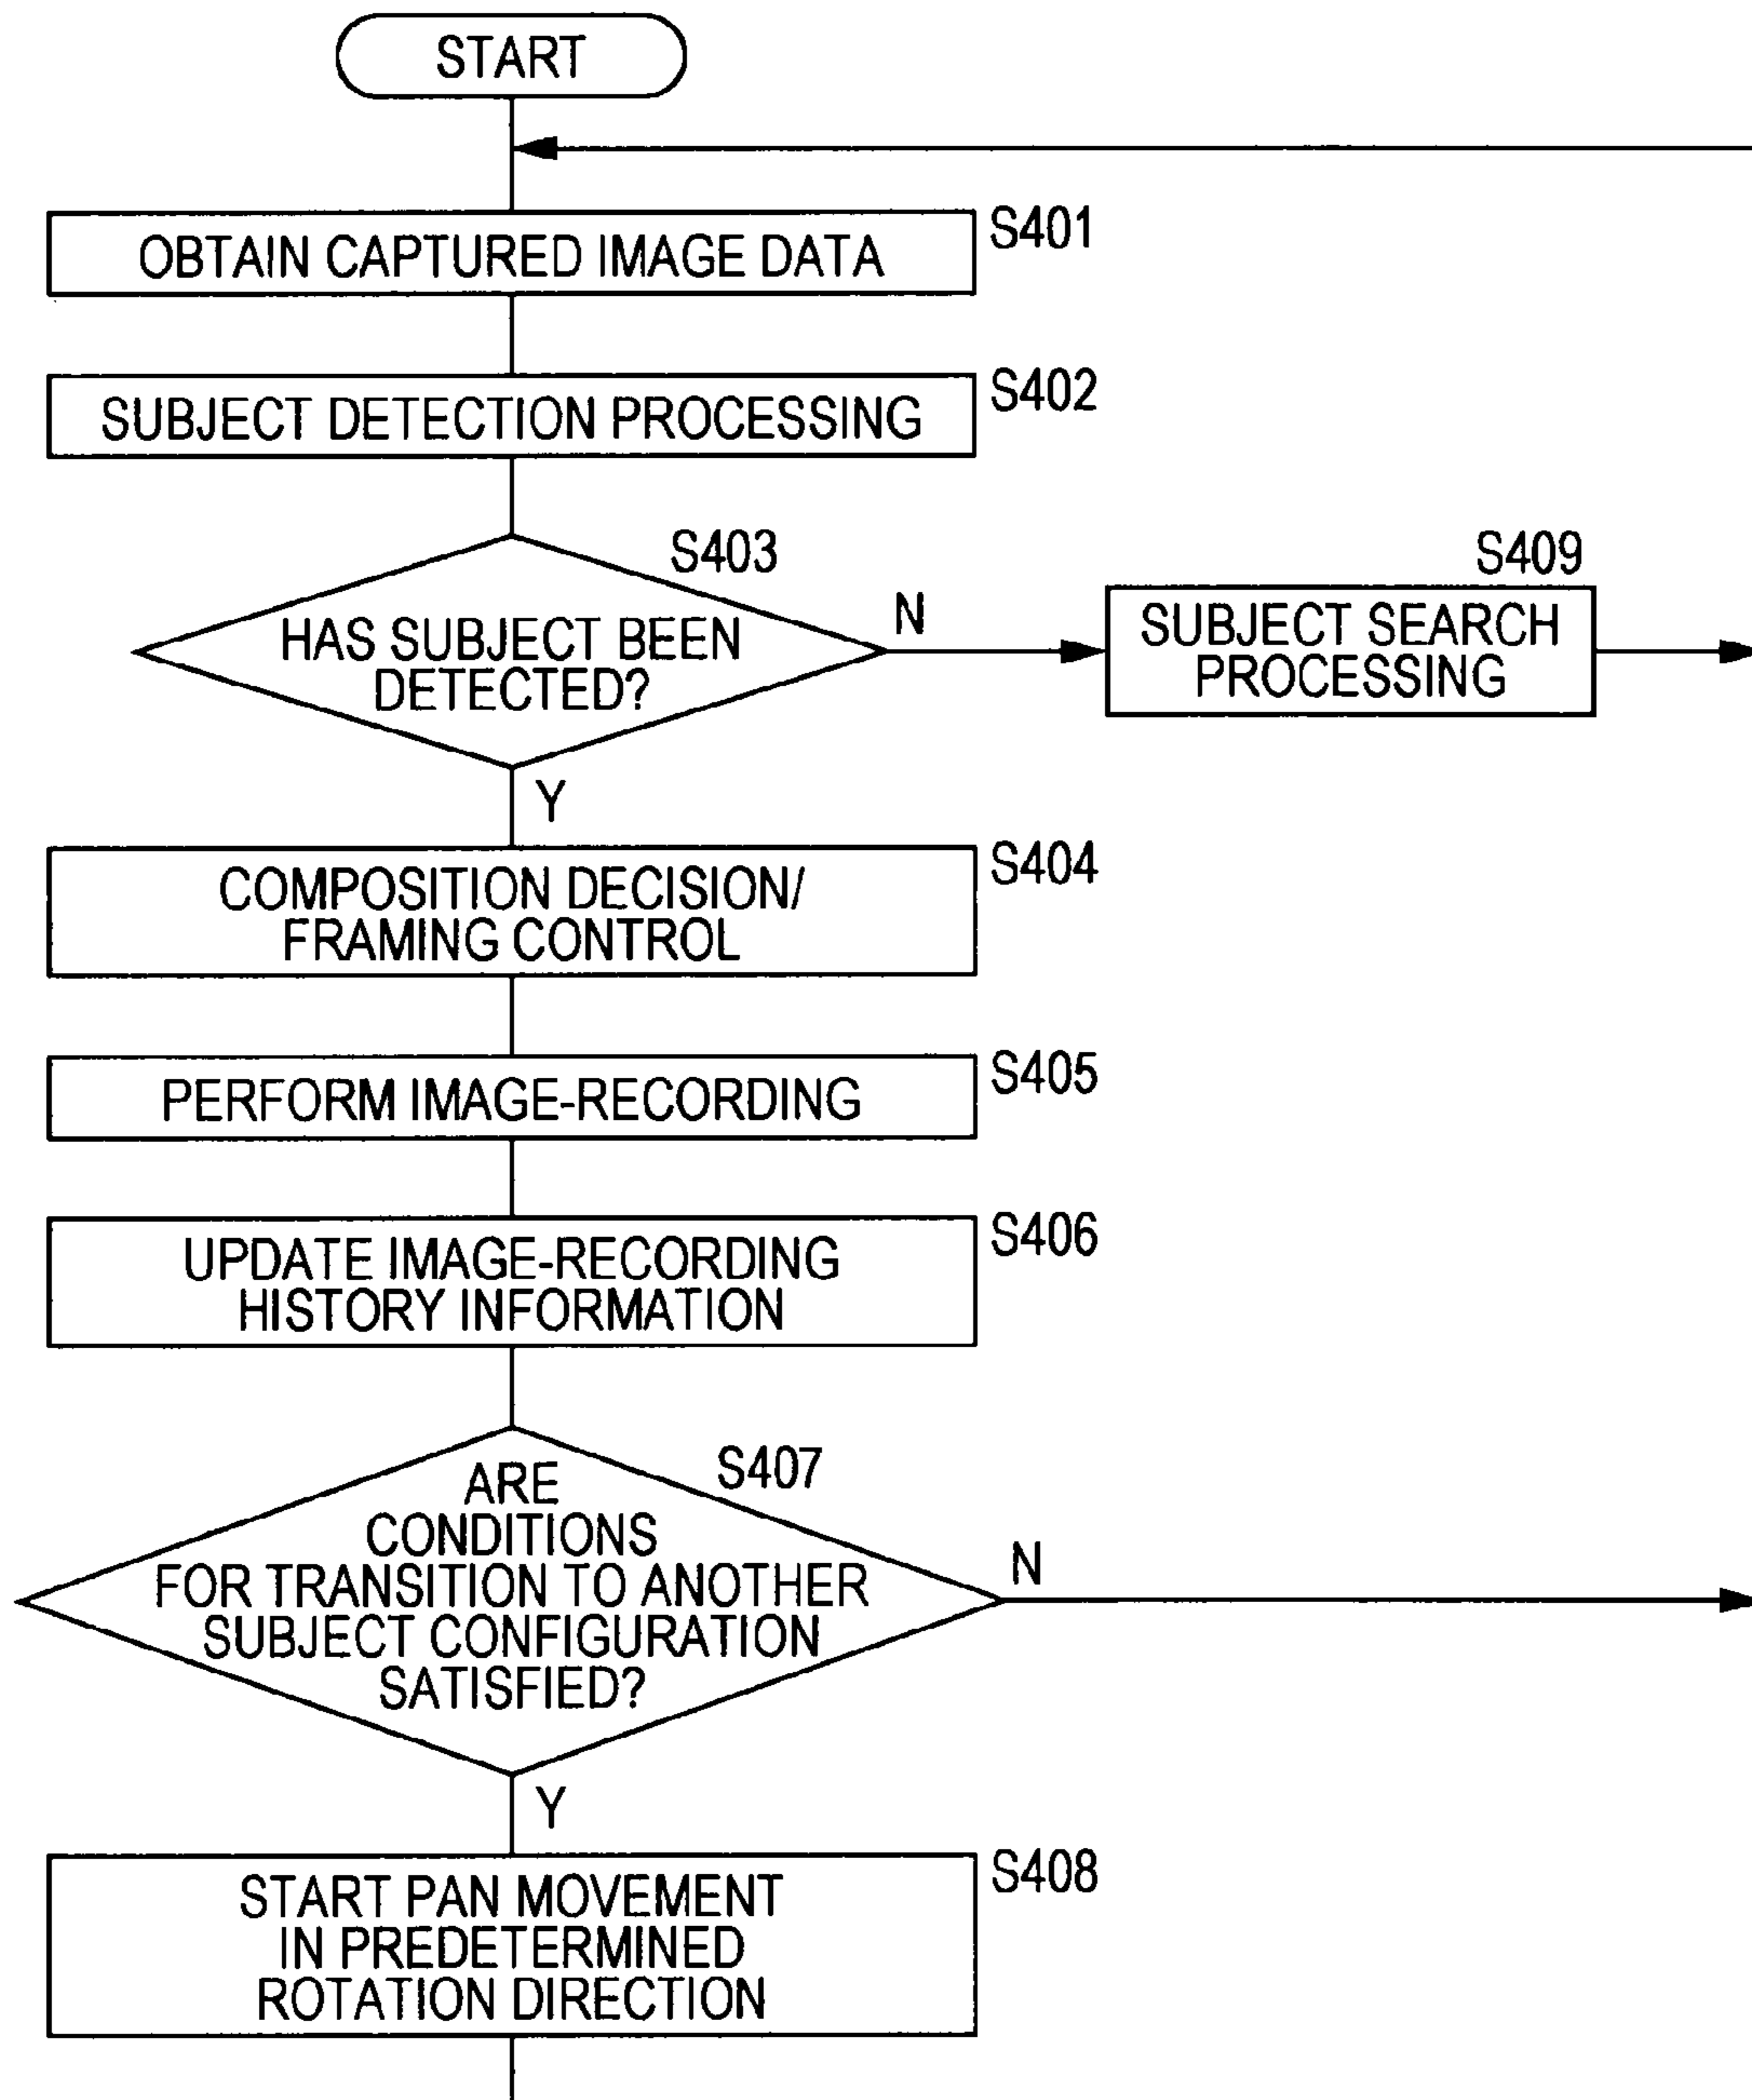 START
S401
OBTAIN CAPTURED IMAGE DATA
S402
SUBJECT DETECTION PROCESSING
S403
HAS SUBJECT BEEN
DETECTED?
N
S409
SUBJECT SEARCH
PROCESSING
Y
S404
COMPOSITION DECISION/
FRAMING CONTROL
S405
PERFORM IMAGE-RECORDING
S406
UPDATE IMAGE-RECORDING
HISTORY INFORMATION
S407
ARE
CONDITIONS
FOR TRANSITION TO ANOTHER
SUBJECT CONFIGURATION
SATISFIED?
N
Y
S408
START PAN MOVEMENT
IN PREDETERMINED
ROTATION DIRECTION